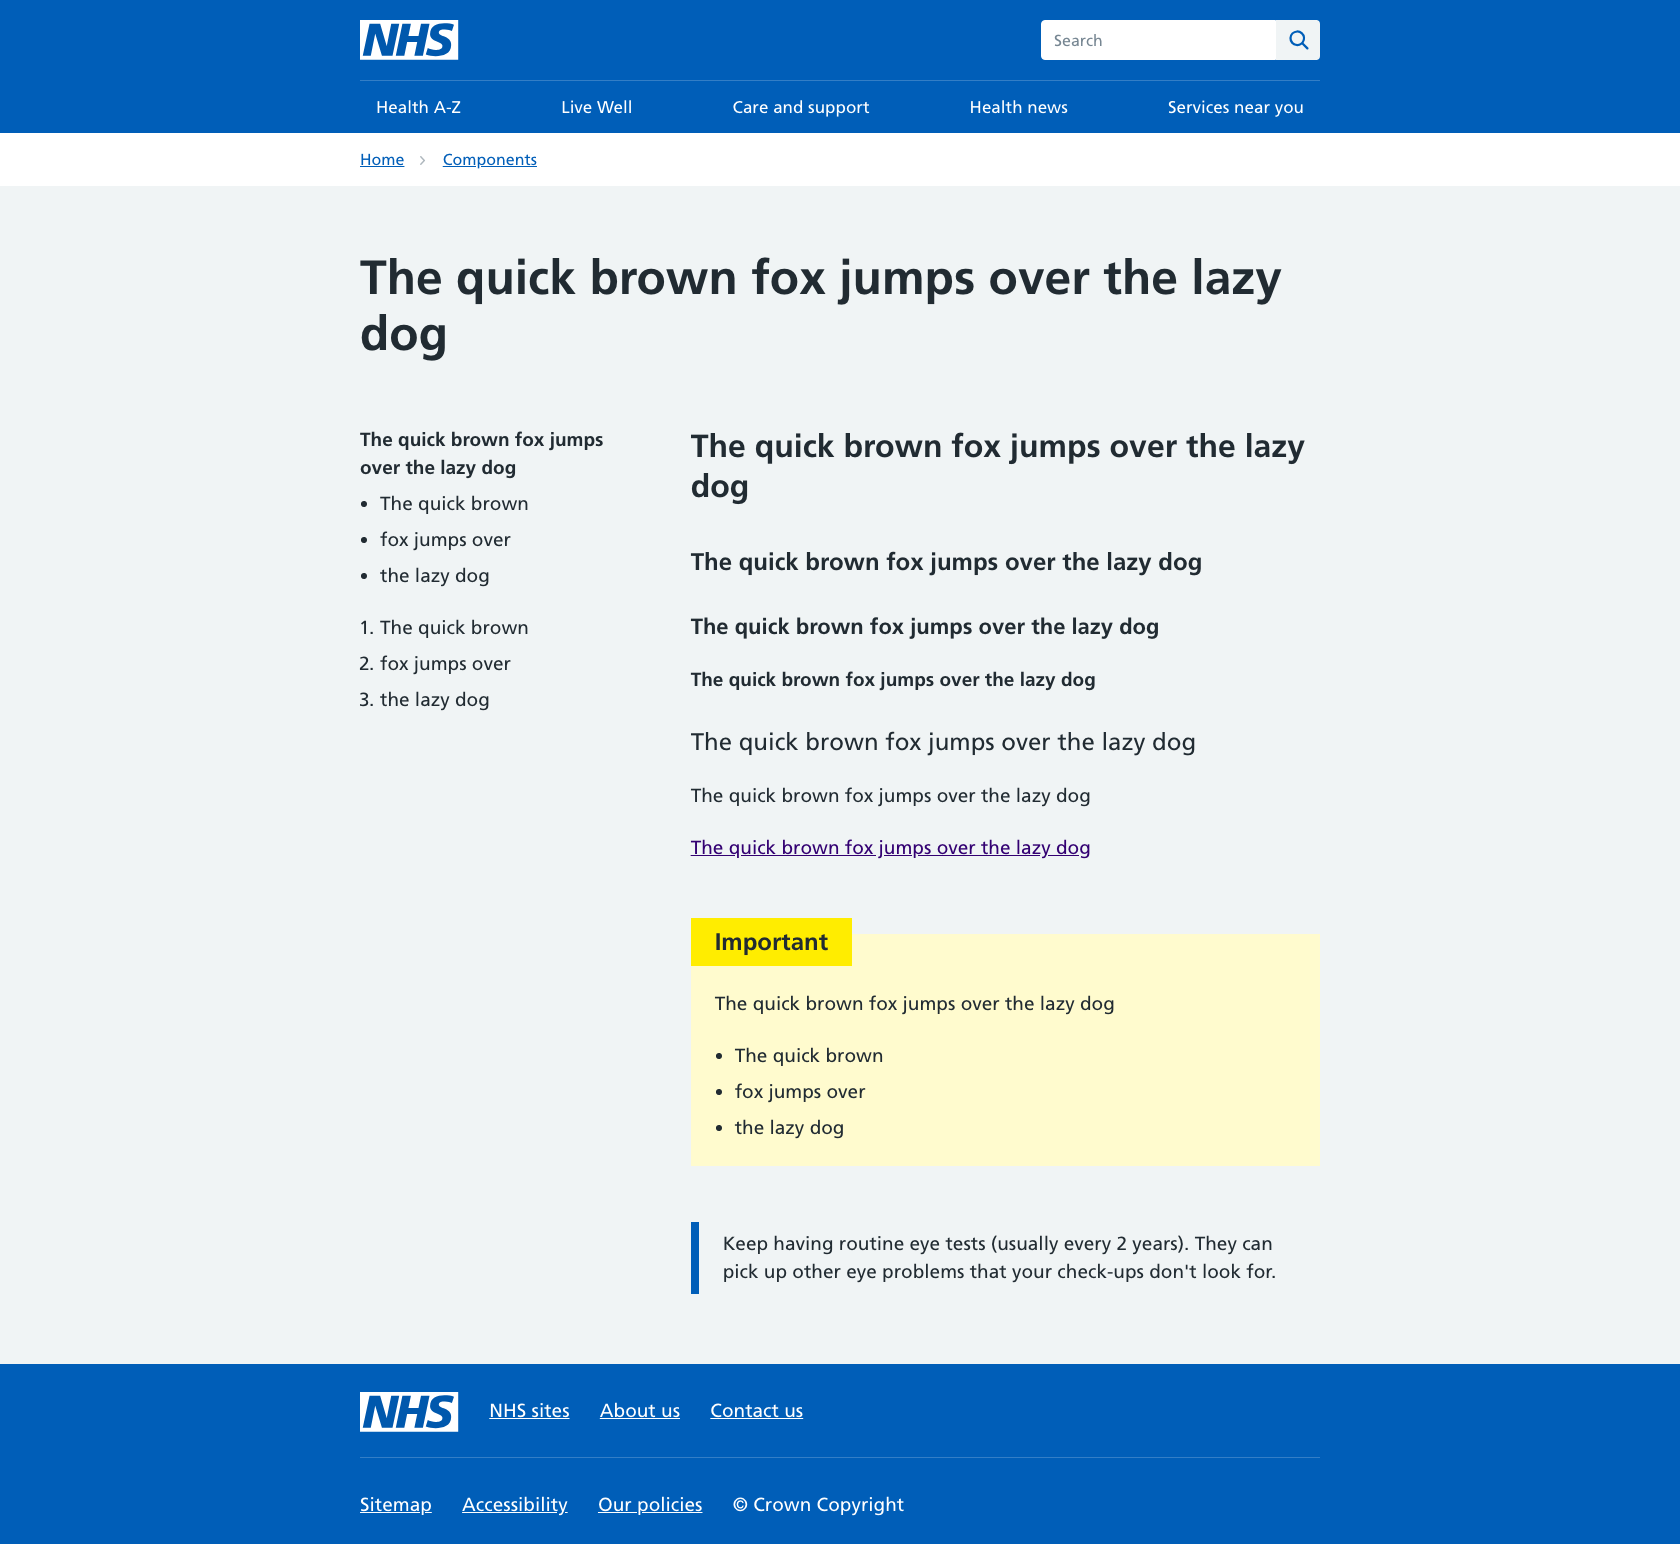 NHS
Search
Health A-Z
Live Well
Care and support
Health news
Services near you
Home
Components
The quick brown fox jumps over the lazy
dog
The quick brown fox jumps
over the lazy dog
• The quick brown
• fox jumps over
• the lazy dog
1. The quick brown
2. fox jumps over
3. the lazy dog
The quick brown fox jumps over the lazy
dog
The quick brown fox jumps over the lazy dog
The quick brown fox jumps over the lazy dog
The quick brown fox jumps over the lazy dog
The quick brown fox jumps over the lazy dog
The quick brown fox jumps over the lazy dog
The quick brown fox jumps over the lazy dog
Important
The quick brown fox jumps over the lazy dog
• The quick brown
• fox jumps over
• the lazy dog
Keep having routine eye tests (usually every 2 years). They can
pick up other eye problems that your check-ups don't look for.
NHS
NHS sites
About us
Contact us
Sitemap
Accessibility
Our policies
© Crown Copyright